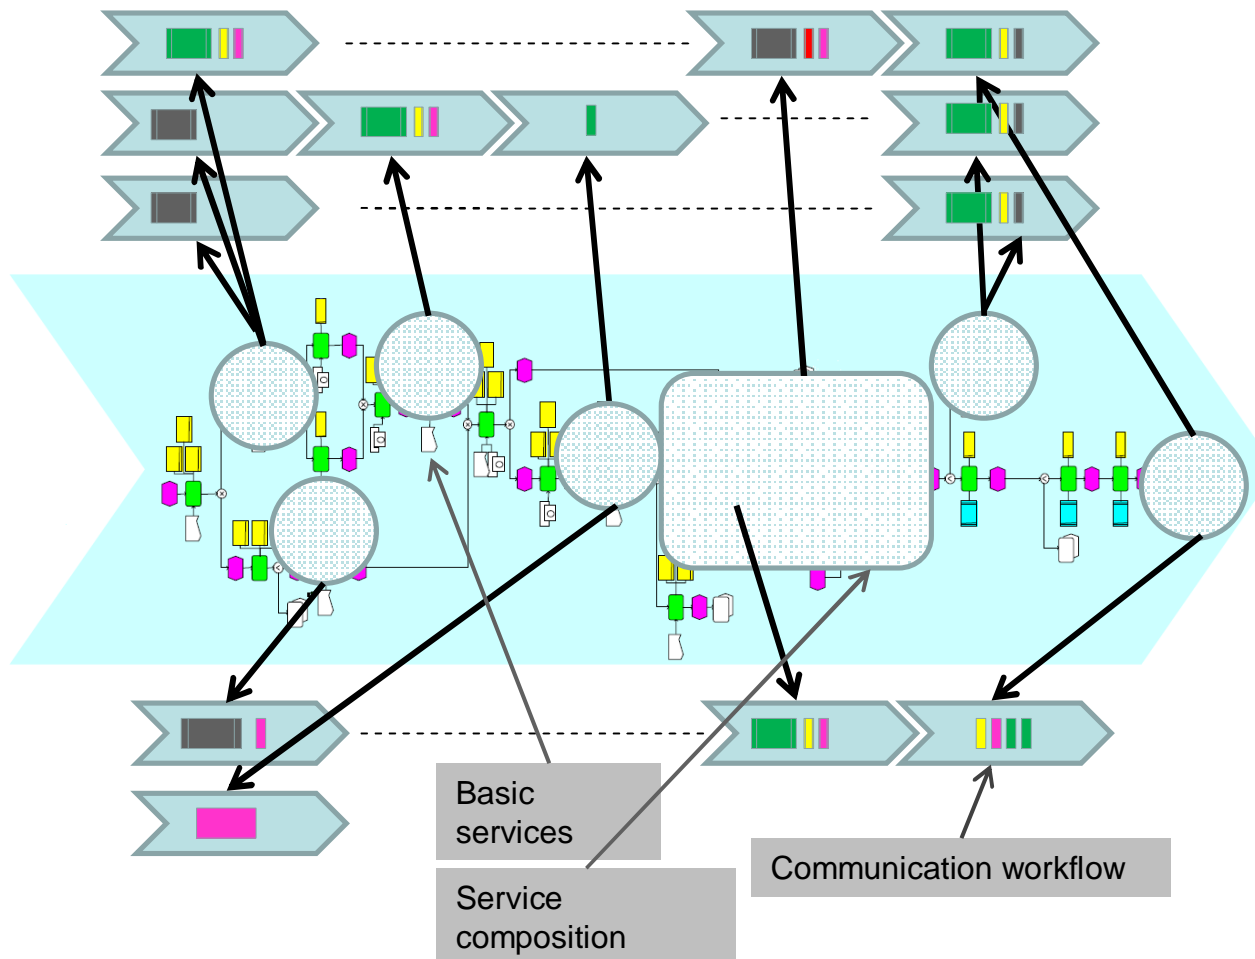 Basic
services
Communication workflow
Service
composition